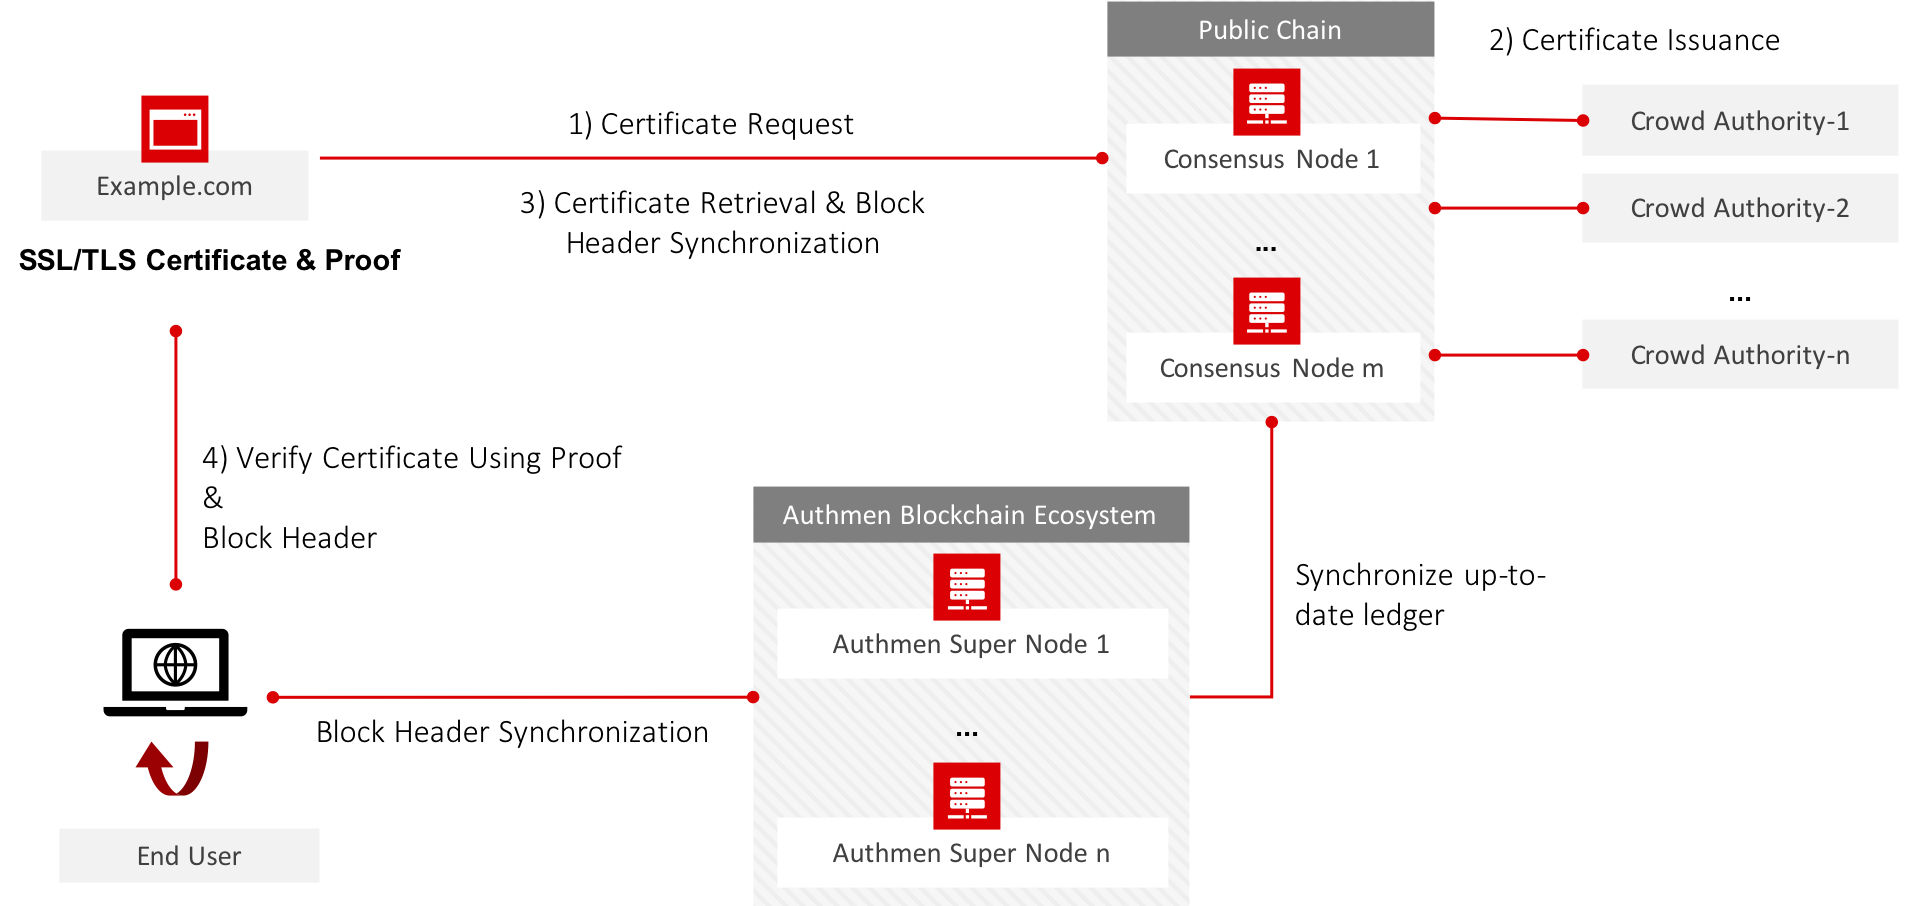 Public Chain
2) Certificate Issuance
1) Certificate Request
Crowd Authority-1
Consensus Node 1
Example.com
3) Certificate Retrieval & Block
Header Synchronization
Crowd Authority-2
...
SSL/TLS Certificate & Proof
...
Consensus Node m
Crowd Authority-n
4) Verify Certificate Using Proof
&
Block Header
Authmen Blockchain Ecosystem
Synchronize up-to-
date ledger
Authmen Super Node 1
Block Header Synchronization
...
Authmen Super Node n
End User